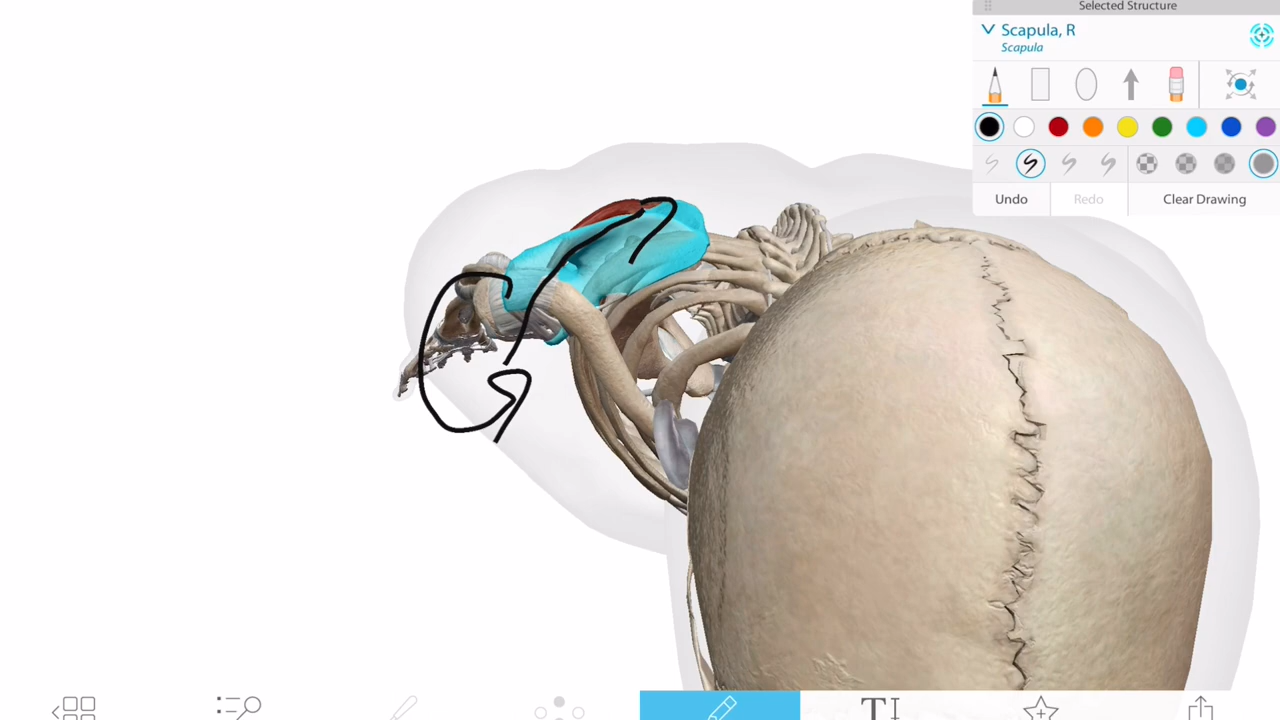 Selected Structure
Scapula, R
Scapula
Undo
Redo
Clear Drawing